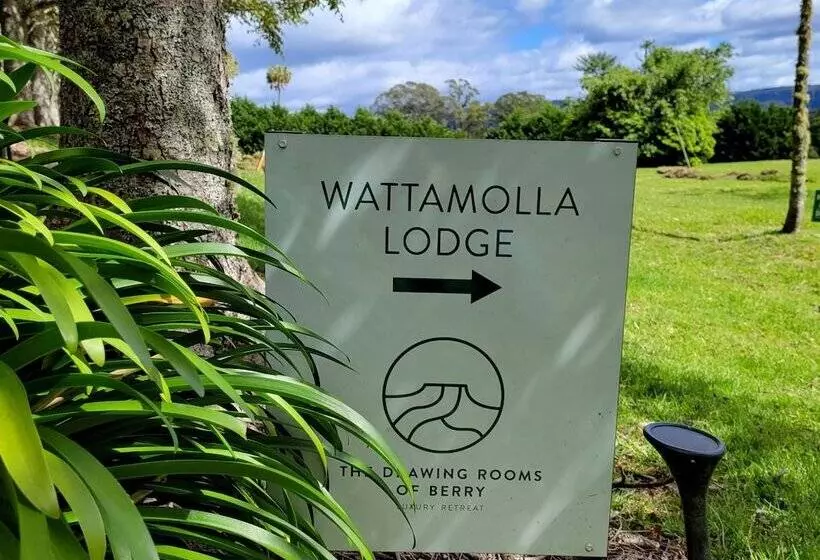 WATTAMOLLA
LODGE
THE DRAWING ROOMS
OF BERRY
LUXURY RETREAT